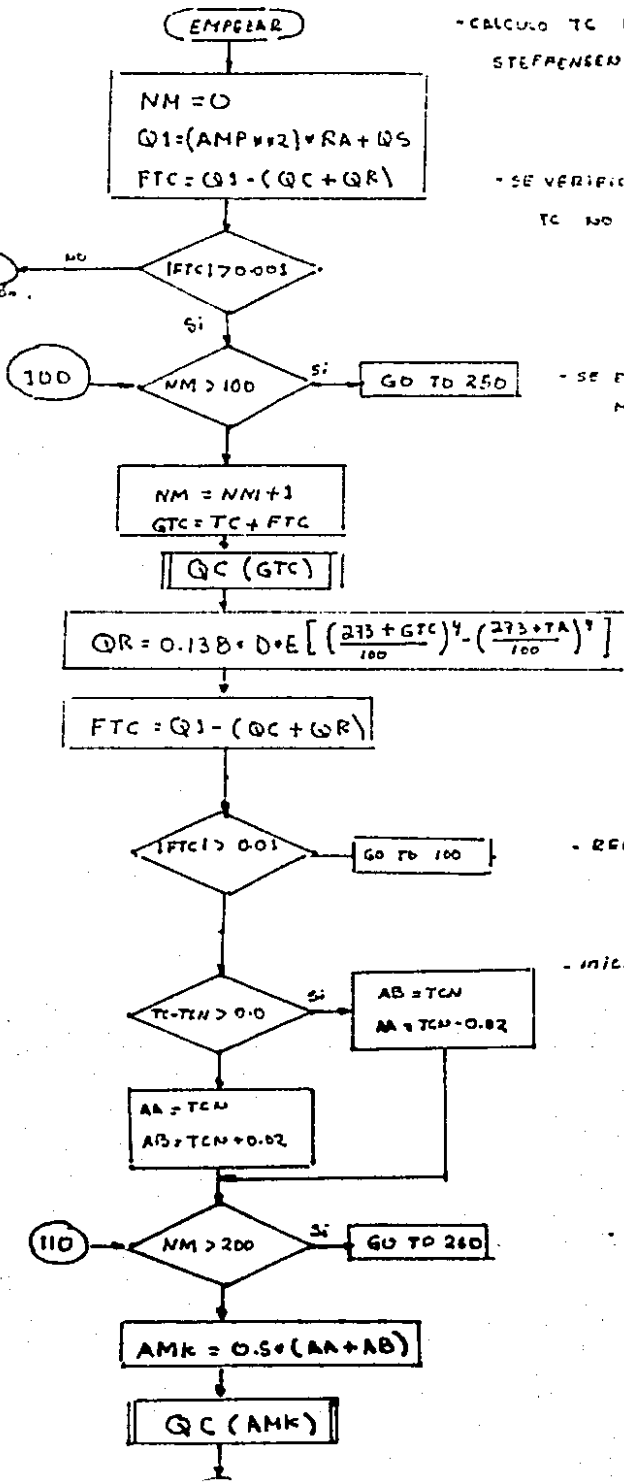 EMPEZAR
- CALCULO TC
STEFFENSEN
NM = 0
Q1=(AMP**2)*RA+QS
FTC = Q1-(QC+QR)
- SE VERIFIC
TC NO
NO
|FTC|>0.001
Si
100
NM > 100
Si
GO TO 250
- SE E
NM = NM+1
GTC = TC + FTC
QC (GTC)
QR = 0.138 * D*E [((273+GTC)/100)^4-((273+TA)/100)^4]
FTC = Q1-(QC+QR)
|FTC|> 0.01
GO TO 100
- RE
- INIC
TC-TCN > 0.0
Si
AB = TCN
AA = TCN-0.02
AA = TCN
AB = TCN+0.02
110
NM > 200
Si
GO TO 260
AMK = 0.5*(AA+AB)
QC (AMK)